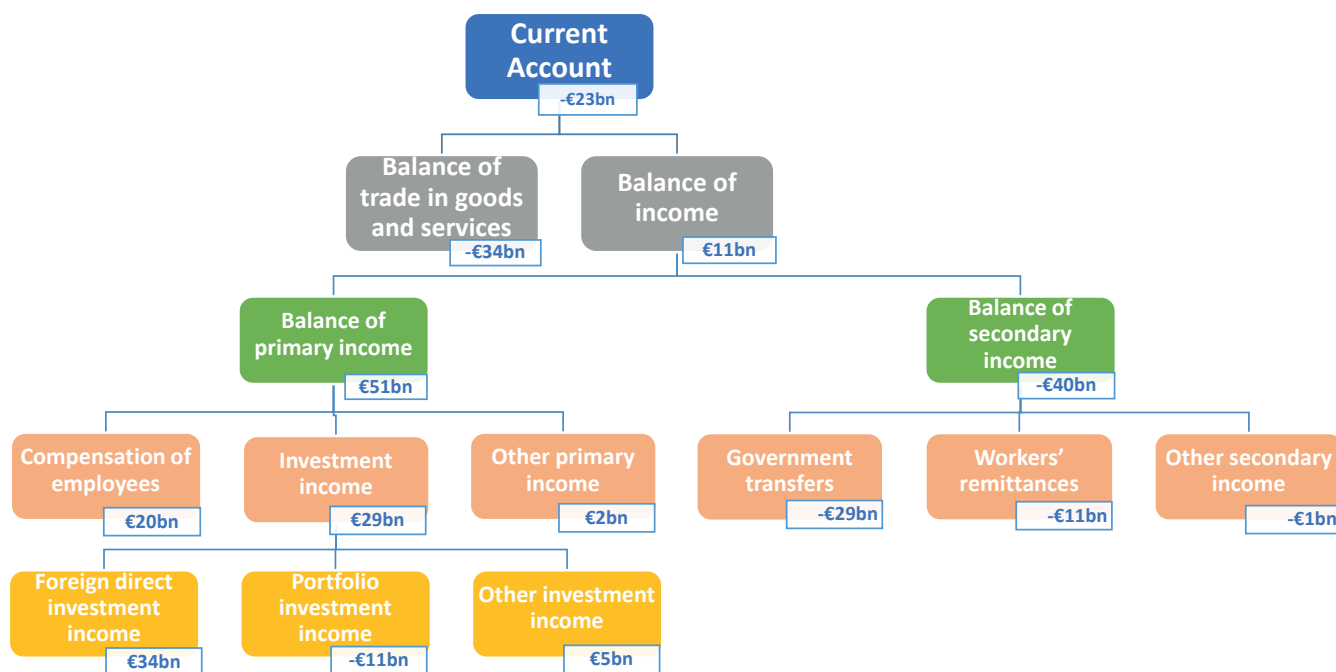 Current
Account
-€23bn
Balance of
trade in goods
and services
-€34bn
Balance of
income
€11bn
Balance of
primary income
€51bn
Balance of
secondary
income
-€40bn
Compensation of
employees
€20bn
Investment
income
€29bn
Other primary
income
€2bn
Government
transfers
-€29bn
Workers’
remittances
-€11bn
Other secondary
income
-€1bn
Foreign direct
investment
income
€34bn
Portfolio
investment
income
-€11bn
Other investment
income
€5bn